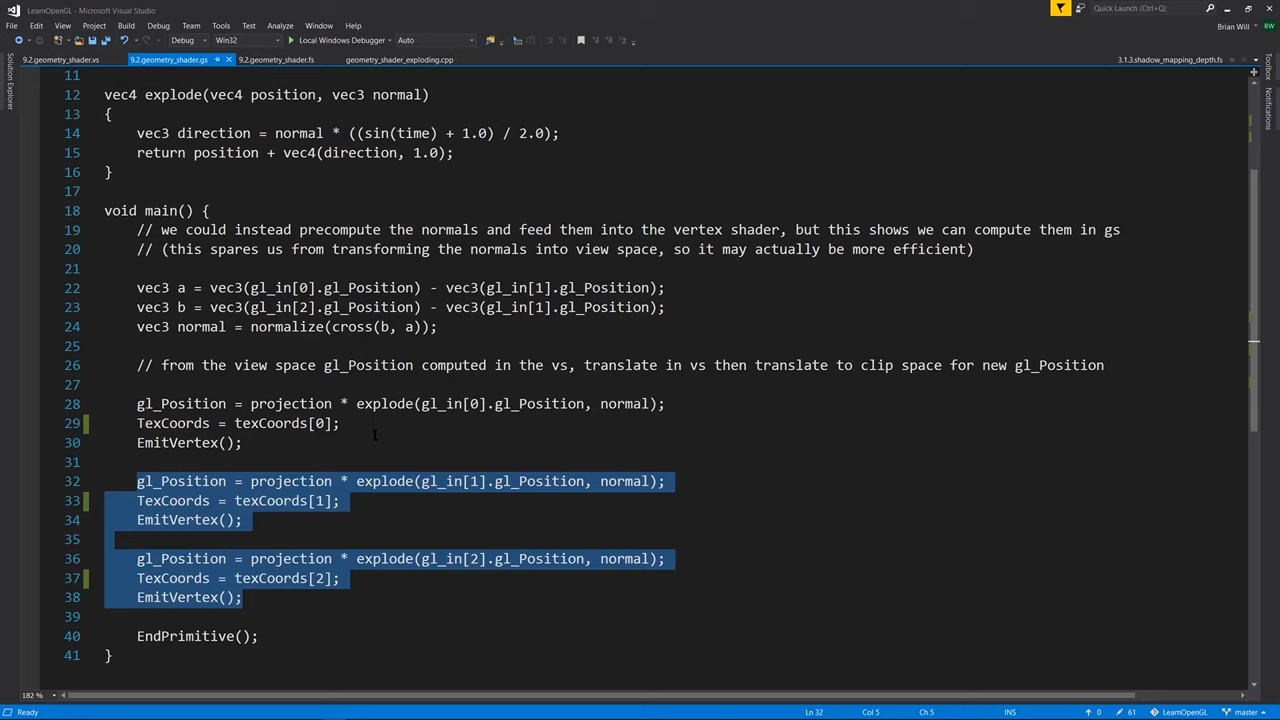 LearnOpenGL - Microsoft Visual Studio
Quick Launch (Ctrl+Q)
File Edit View Project Build Debug Team Tools Test Analyze Window Help
Brian Will BW
Debug Win32 Local Windows Debugger Auto
9.2.geometry_shader.vs 9.2.geometry_shader.gs 9.2.geometry_shader.fs geometry_shader_exploding.cpp 3.1.3.shadow_mapping_depth.fs
Solution Explorer
Toolbox
Notifications
11
12 vec4 explode(vec4 position, vec3 normal)
13 {
14 vec3 direction = normal * ((sin(time) + 1.0) / 2.0);
15 return position + vec4(direction, 1.0);
16 }
17
18 void main() {
19 // we could instead precompute the normals and feed them into the vertex shader, but this shows we can compute them in gs
20 // (this spares us from transforming the normals into view space, so it may actually be more efficient)
21
22 vec3 a = vec3(gl_in[0].gl_Position) - vec3(gl_in[1].gl_Position);
23 vec3 b = vec3(gl_in[2].gl_Position) - vec3(gl_in[1].gl_Position);
24 vec3 normal = normalize(cross(b, a));
25
26 // from the view space gl_Position computed in the vs, translate in vs then translate to clip space for new gl_Position
27
28 gl_Position = projection * explode(gl_in[0].gl_Position, normal);
29 TexCoords = texCoords[0];
30 EmitVertex();
31
32 gl_Position = projection * explode(gl_in[1].gl_Position, normal);
33 TexCoords = texCoords[1];
34 EmitVertex();
35
36 gl_Position = projection * explode(gl_in[2].gl_Position, normal);
37 TexCoords = texCoords[2];
38 EmitVertex();
39
40 EndPrimitive();
41 }
182 %
Ready Ln 32 Col 5 Ch 5 INS 0 61 LearnOpenGL master